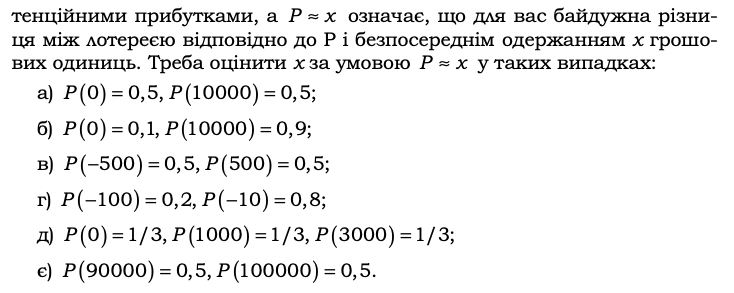 тенційними прибутками, а P ≈ x означає, що для вас байдужна різни-
ця між лотереєю відповідно до Р і безпосереднім одержанням x грошо-
вих одиниць. Треба оцінити x за умовою P ≈ x у таких випадках:
а) P(0) = 0,5, P(10000) = 0,5;
б) P(0) = 0,1, P(10000) = 0,9;
в) P(−500) = 0,5, P(500) = 0,5;
г) P(−100) = 0,2, P(−10) = 0,8;
д) P(0) = 1/3, P(1000) = 1/3, P(3000) = 1/3;
є) P(90000) = 0,5, P(100000) = 0,5.